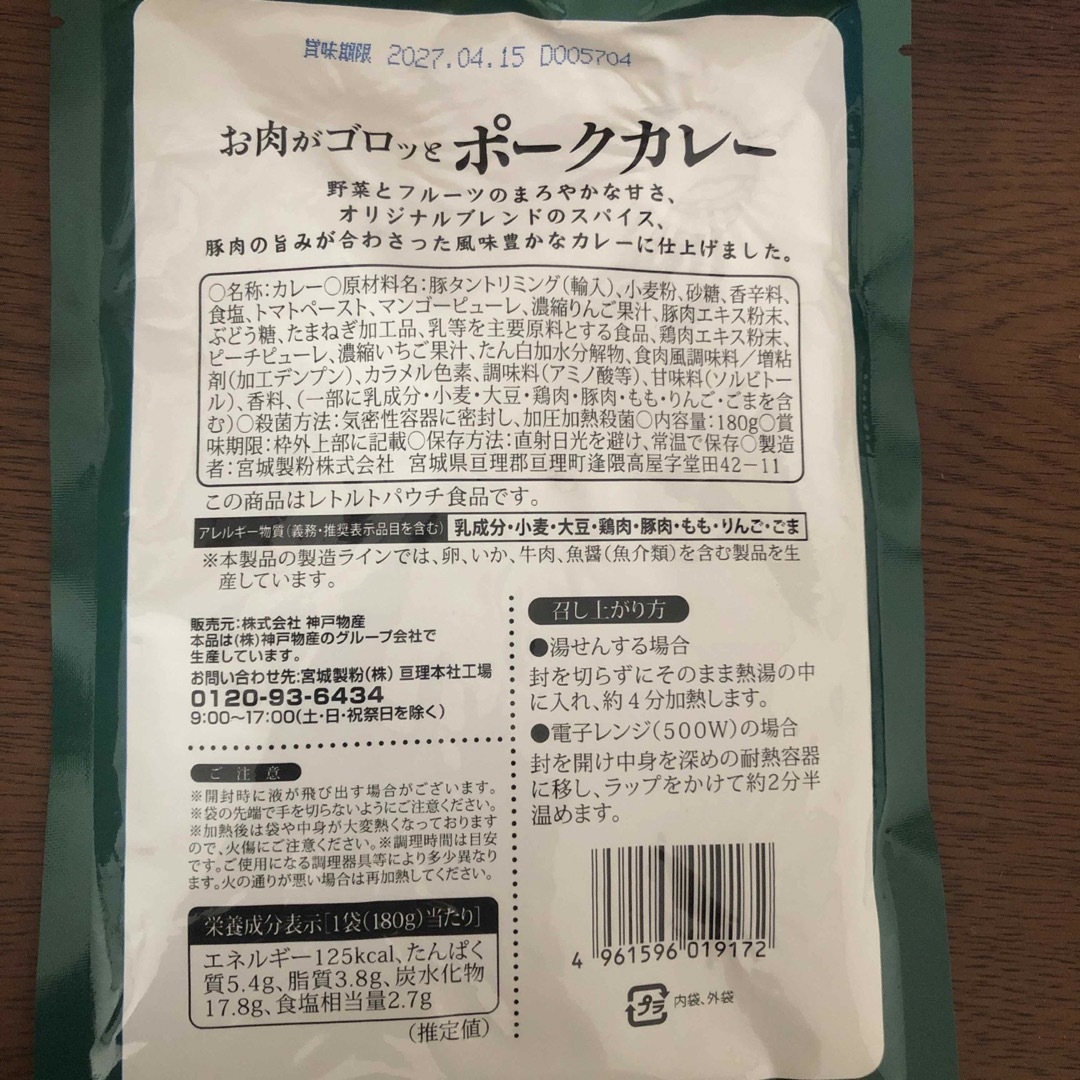 賞味期限 2027.04.15 D005704
お肉がゴロッと ポークカレー
野菜とフルーツのまろやかな甘さ、
オリジナルブレンドのスパイス、
豚肉の旨みが合わさった風味豊かなカレーに仕上げました。
○名称:カレー○原材料名:豚タントリミング(輸入)、小麦粉、砂糖、香辛料、
食塩、トマトペースト、マンゴーピューレ、濃縮りんご果汁、豚肉エキス粉末、
ぶどう糖、たまねぎ加工品、乳等を主要原料とする食品、鶏肉エキス粉末、
ピーチピューレ、濃縮いちご果汁、たん白加水分解物、食肉風調味料/増粘
剤(加工デンプン)、カラメル色素、調味料(アミノ酸等)、甘味料(ソルビトー
ル)、香料、(一部に乳成分・小麦・大豆・鶏肉・豚肉・もも・りんご・ごまを含
む)○殺菌方法:気密性容器に密封し、加圧加熱殺菌○内容量:180g○賞
味期限:枠外上部に記載○保存方法:直射日光を避け、常温で保存○製造
者:宮城製粉株式会社 宮城県亘理郡亘理町逢隈高屋字堂田42-11
この商品はレトルトパウチ食品です。
アレルギー物質(義務・推奨表示品目を含む) 乳成分・小麦・大豆・鶏肉・豚肉・もも・りんご・ごま
※本製品の製造ラインでは、卵、いか、牛肉、魚醤(魚介類)を含む製品を生
産しています。
販売元:株式会社 神戸物産
本品は(株)神戸物産のグループ会社で
生産しています。
お問い合わせ先:宮城製粉(株) 亘理本社工場
0120-93-6434
9:00~17:00(土・日・祝祭日を除く)
ご注意
※開封時に液が飛び出す場合がございます。
※袋の先端で手を切らないようにご注意ください。
※加熱後は袋や中身が大変熱くなっております
ので、火傷にご注意ください。※調理時間は目安
です。ご使用になる調理器具等により多少異なり
ます。火の通りが悪い場合は再加熱してください。
栄養成分表示[1袋(180g)当たり]
エネルギー125kcal、たんぱく
質5.4g、脂質3.8g、炭水化物
17.8g、食塩相当量2.7g
(推定値)
召し上がり方
●湯せんする場合
封を切らずにそのまま熱湯の中
に入れ、約4分加熱します。
●電子レンジ(500W)の場合
封を開け中身を深めの耐熱容器
に移し、ラップをかけて約2分半
温めます。
4 961596 019172
プラ 内袋、外袋